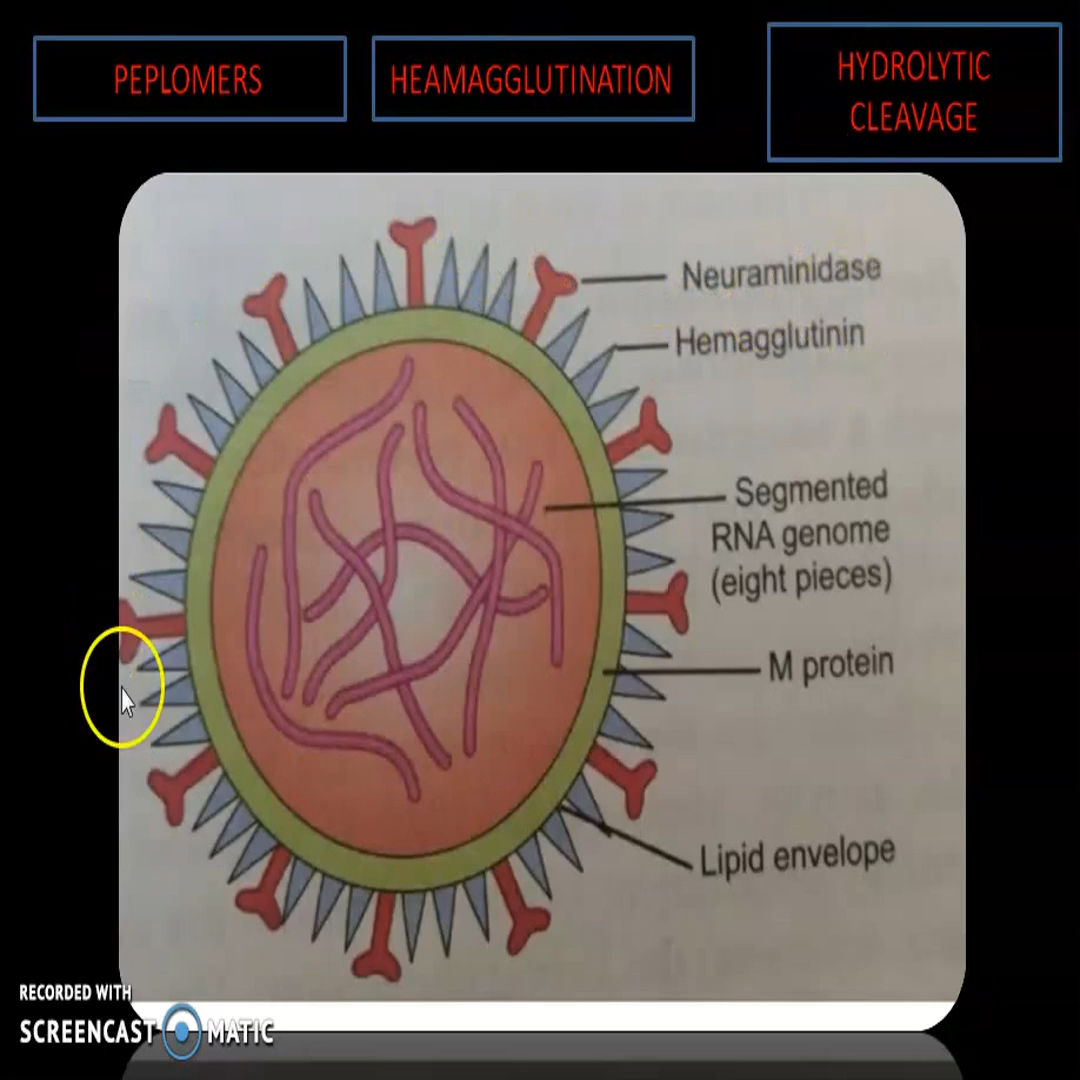 PEPLOMERS
HEAMAGGLUTINATION
HYDROLYTIC
CLEAVAGE
Neuraminidase
Hemagglutinin
Segmented
RNA genome
(eight pieces)
M protein
Lipid envelope
RECORDED WITH
SCREENCAST MATIC